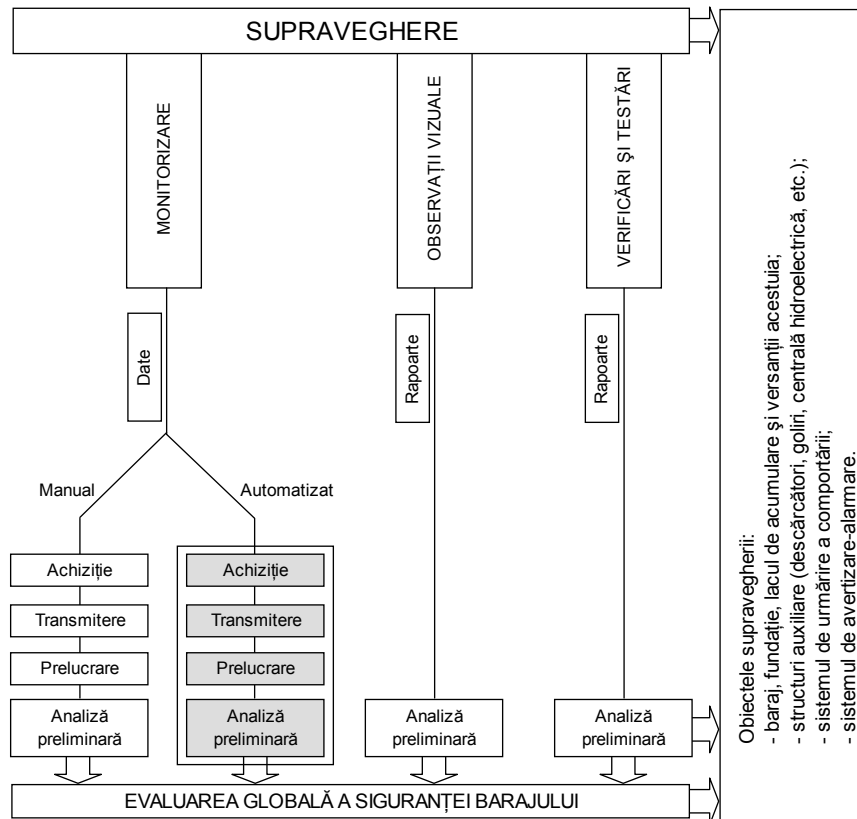 SUPRAVEGHERE
MONITORIZARE
OBSERVAȚII VIZUALE
VERIFICĂRI ŞI TESTĂRI
Date
Rapoarte
Rapoarte
Manual
Automatizat
Achiziție
Transmitere
Prelucrare
Analiză
preliminară
Achiziție
Transmitere
Prelucrare
Analiză
preliminară
Analiză
preliminară
Analiză
preliminară
EVALUAREA GLOBALĂ A SIGURANȚEI BARAJULUI
Obiectele supravegherii:
- baraj, fundație, lacul de acumulare şi versanții acestuia;
- structuri auxiliare (descărcători, goliri, centrală hidroelectrică, etc.);
- sistemul de urmărire a comportării;
- sistemul de avertizare-alarmare.